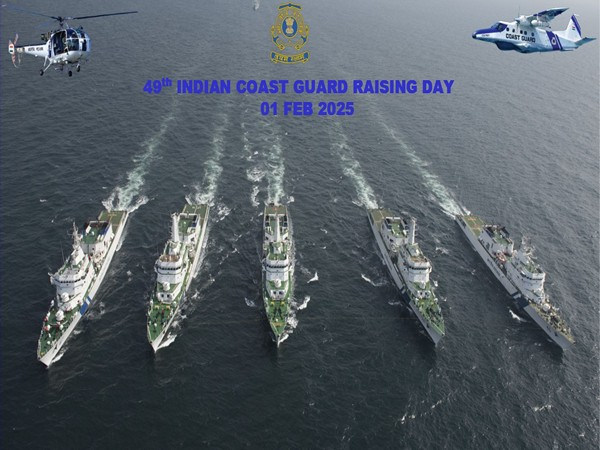 49th INDIAN COAST GUARD RAISING DAY
01 FEB 2025
COAST GUARD